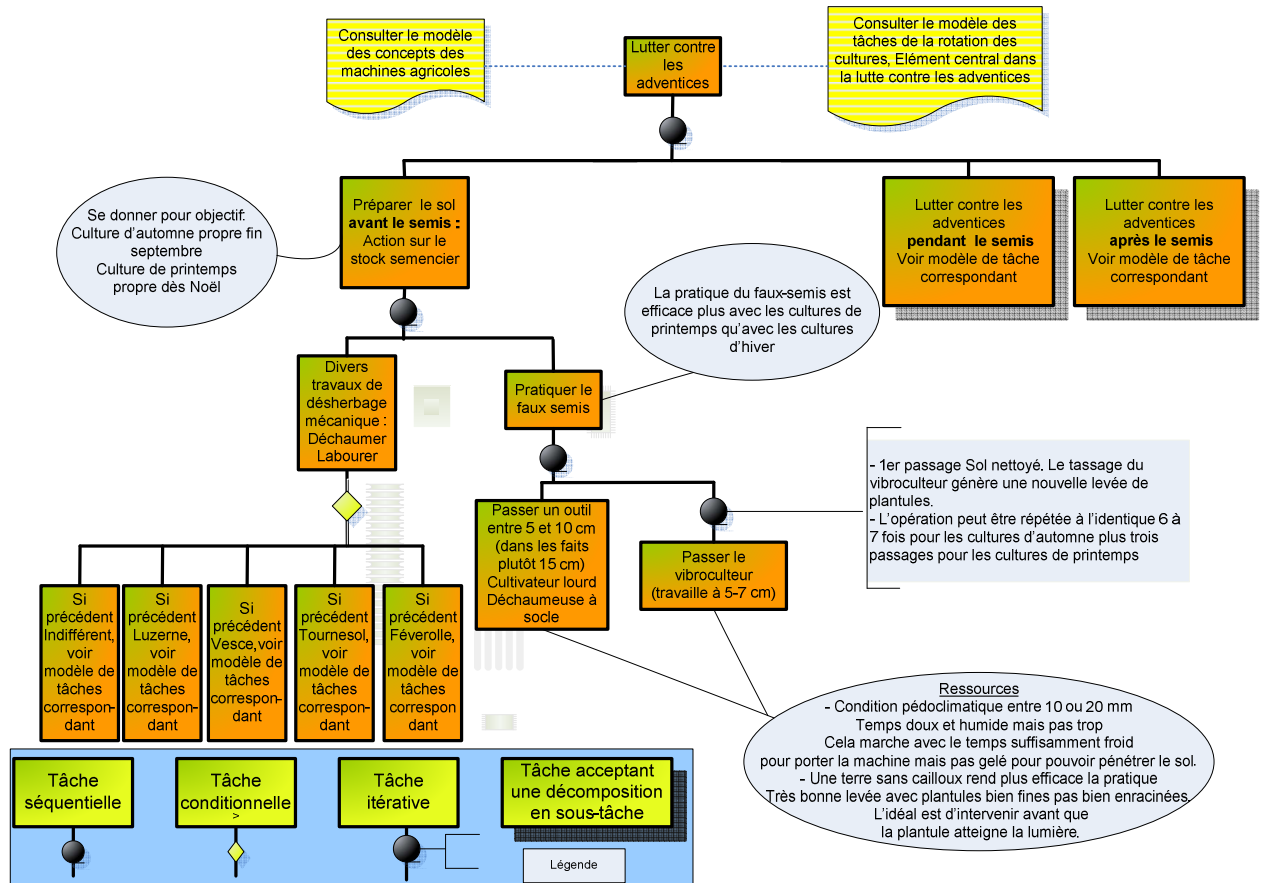 Consulter le modèle
des concepts des
machines agricoles
Lutter contre
les
adventices
Consulter le modèle des
tâches de la rotation des
cultures, Elément central dans
la lutte contre les adventices
Se donner pour objectif:
Culture d'automne propre fin
septembre
Culture de printemps
propre dès Noël
Préparer le sol
avant le semis :
Action sur le
stock semencier
Lutter contre les
adventices
pendant le semis
Voir modèle de tâche
correspondant
Lutter contre les
adventices
après le semis
Voir modèle de tâche
correspondant
La pratique du faux-semis est
efficace plus avec les cultures de
printemps qu'avec les cultures
d'hiver
Divers
travaux de
désherbage
mécanique :
Déchaumer
Labourer
Pratiquer le
faux semis
- 1er passage Sol nettoyé. Le tassage du
vibroculteur génère une nouvelle levée de
plantules.
- L'opération peut être répétée à l'identique 6 à
7 fois pour les cultures d'automne plus trois
passages pour les cultures de printemps
Passer un outil
entre 5 et 10 cm
(dans les faits
plutôt 15 cm)
Cultivateur lourd
Déchaumeuse à
socle
Passer le
vibroculteur
(travaille à 5-7 cm)
Si
précédent
Indifférent,
voir
modèle de
tâches
correspon-
dant
Si
précédent
Luzerne,
voir
modèle de
tâches
correspon-
dant
Si
précédent
Vesce,voir
modèle de
tâches
correspon-
dant
Si
précédent
Tournesol,
voir
modèle de
tâches
correspon-
dant
Si
précédent
Féverolle,
voir
modèle de
tâches
correspon
dant
Ressources
- Condition pédoclimatique entre 10 ou 20 mm
Temps doux et humide mais pas trop
Cela marche avec le temps suffisamment froid
pour porter la machine mais pas gelé pour pouvoir pénétrer le sol.
- Une terre sans cailloux rend plus efficace la pratique
Très bonne levée avec plantules bien fines pas bien enracinées.
L'idéal est d'intervenir avant que
la plantule atteigne la lumière.
Tâche
séquentielle
Tâche
conditionnelle
>
Tâche
itérative
Tâche acceptant
une décomposition
en sous-tâche
Légende